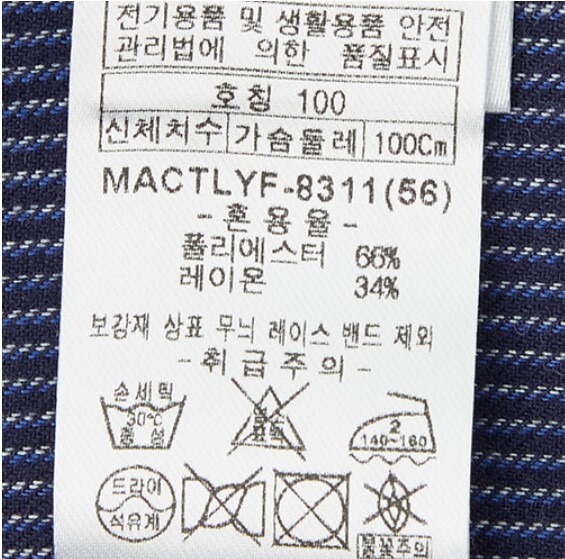 전기용품 및 생활용품 안전
관리법에 의한 품질표시
호칭 100
신체치수 가슴둘레 100Cm
MACTLYF-8311(56)
-혼용율-
폴리에스터 66%
레이온 34%
보강재 상표 무늬 레이스 밴드 제외
-취급주의-
손세탁
30℃
중성
2
140~160
드라이
석유계
불꽃주의